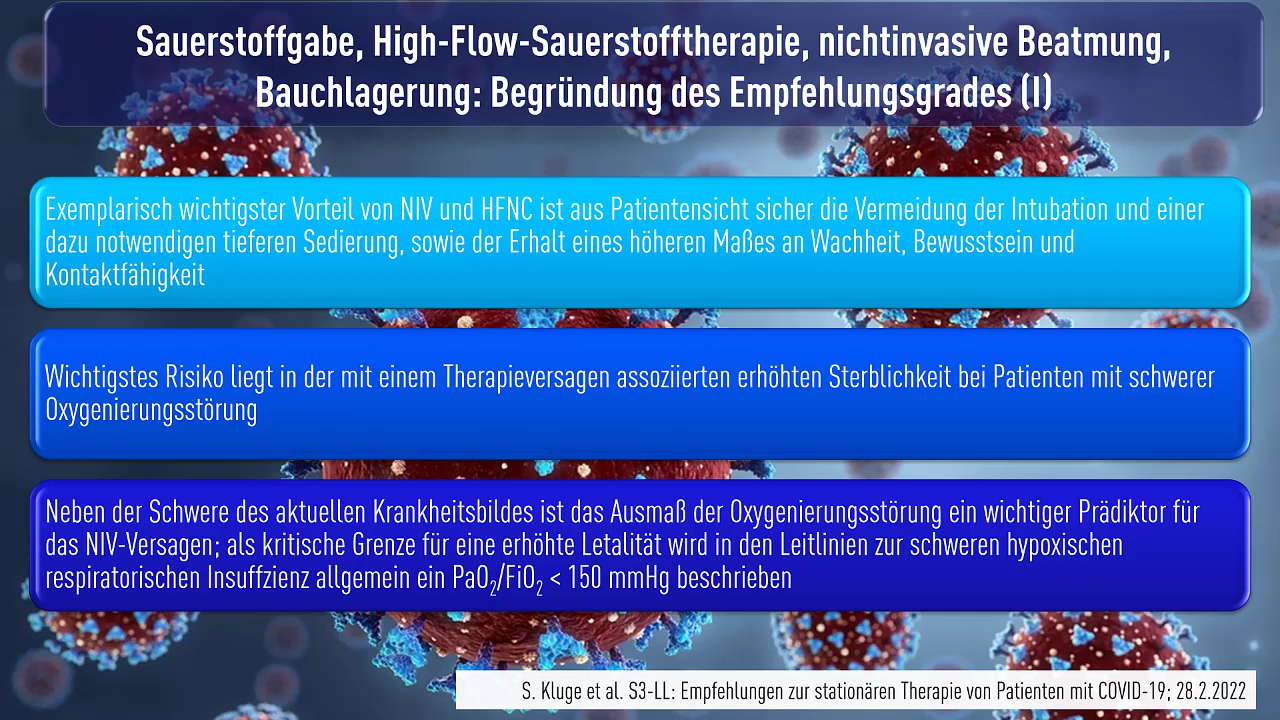 Sauerstoffgabe, High-Flow-Sauerstofftherapie, nichtinvasive Beatmung,
Bauchlagerung: Begründung des Empfehlungsgrades (I)
Exemplarisch wichtigster Vorteil von NIV und HFNC ist aus Patientensicht sicher die Vermeidung der Intubation und einer
dazu notwendigen tieferen Sedierung, sowie der Erhalt eines höheren Maßes an Wachheit, Bewusstsein und
Kontaktfähigkeit
Wichtigstes Risiko liegt in der mit einem Therapieversagen assoziierten erhöhten Sterblichkeit bei Patienten mit schwerer
Oxygenierungsstörung
Neben der Schwere des aktuellen Krankheitsbildes ist das Ausmaß der Oxygenierungsstörung ein wichtiger Prädiktor für
das NIV-Versagen; als kritische Grenze für eine erhöhte Letalität wird in den Leitlinien zur schweren hypoxischen
respiratorischen Insuffzienz allgemein ein PaO₂/FiO₂ < 150 mmHg beschrieben
S. Kluge et al. S3-LL: Empfehlungen zur stationären Therapie von Patienten mit COVID-19; 28.2.2022